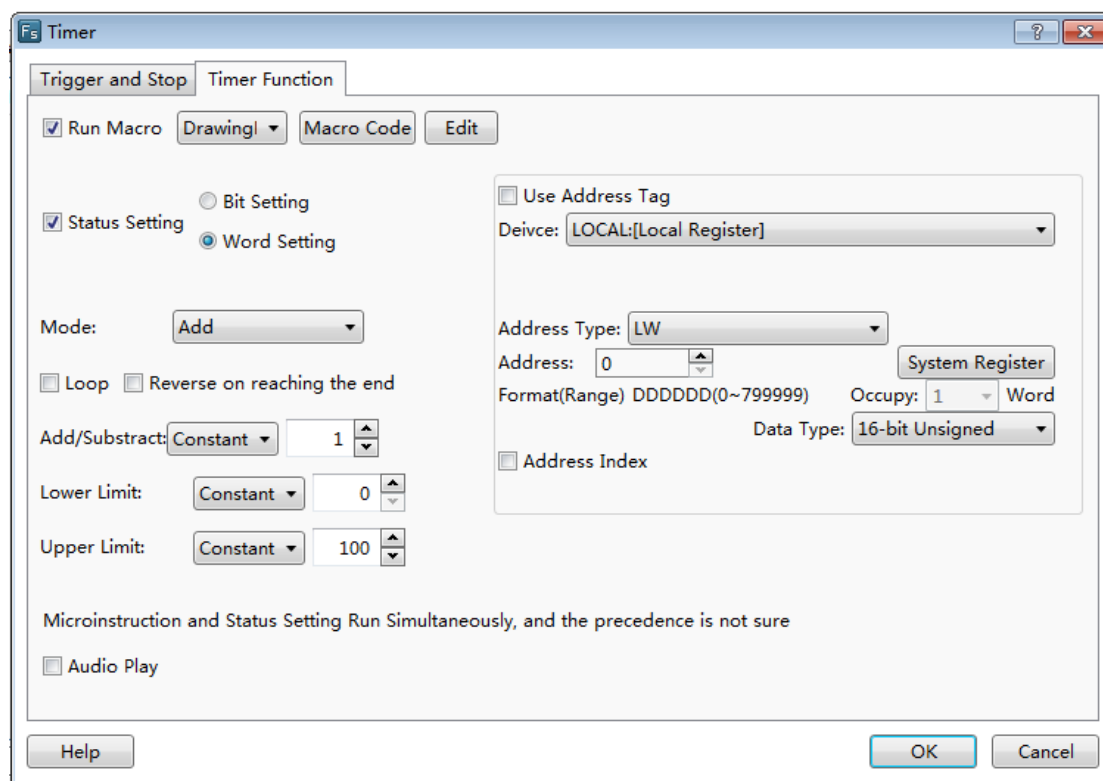 Fs Timer
Trigger and Stop Timer Function
Run Macro DrawingI Macro Code Edit
Status Setting
Bit Setting
Word Setting
Mode: Add
Loop Reverse on reaching the end
Add/Substract: Constant 1
Lower Limit: Constant 0
Upper Limit: Constant 100
Use Address Tag
Deivce: LOCAL:[Local Register]
Address Type: LW
Address: 0 System Register
Format(Range) DDDDDD(0~799999) Occupy: 1 Word
Data Type: 16-bit Unsigned
Address Index
Microinstruction and Status Setting Run Simultaneously, and the precedence is not sure
Audio Play
Help OK Cancel